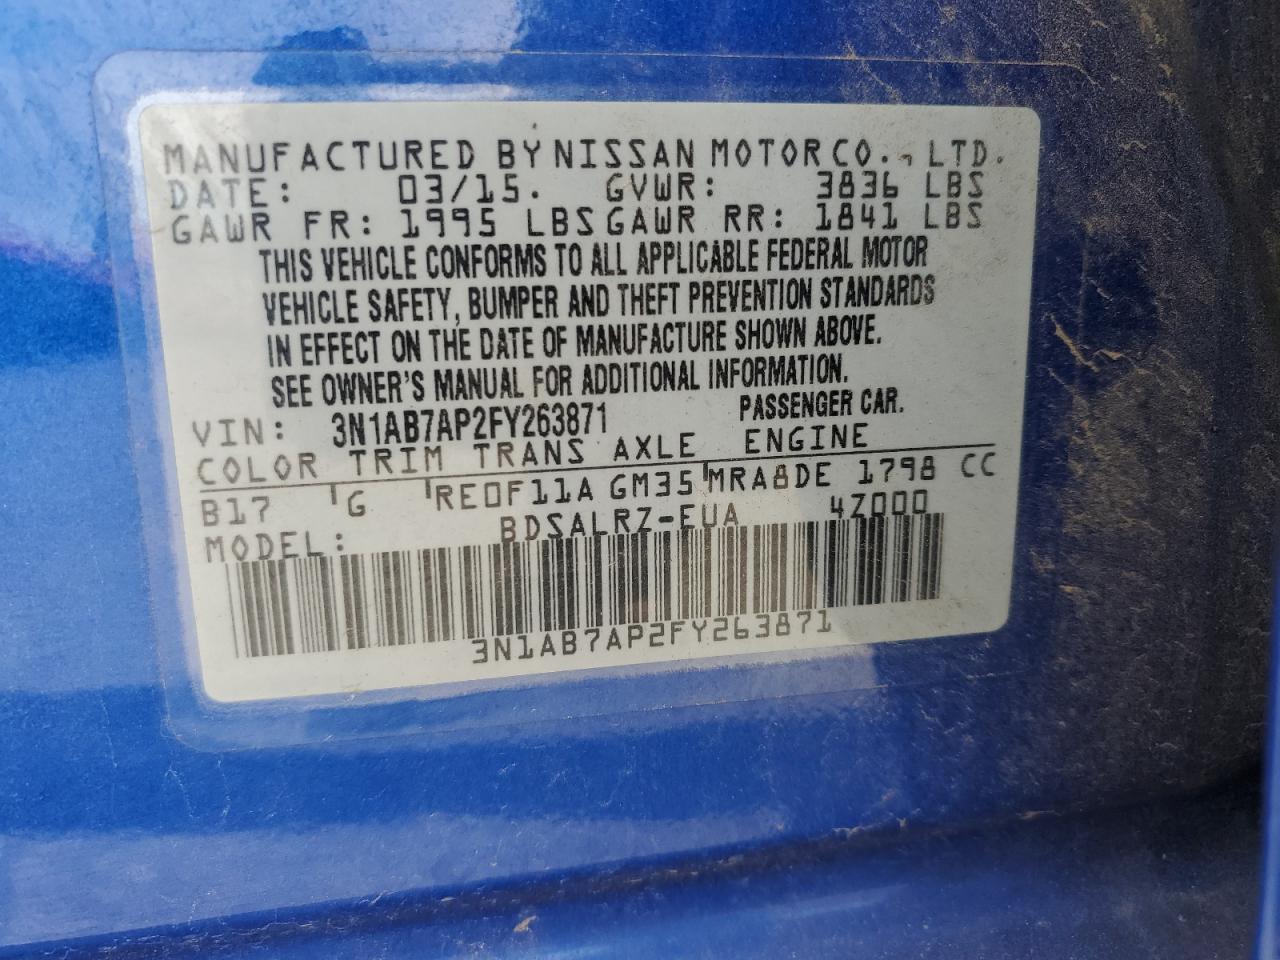 MANUFACTURED BY NISSAN MOTOR CO., LTD.
DATE: 03/15. GVWR: 3836 LBS
GAWR FR: 1995 LBS GAWR RR: 1841 LBS
THIS VEHICLE CONFORMS TO ALL APPLICABLE FEDERAL MOTOR
VEHICLE SAFETY, BUMPER AND THEFT PREVENTION STANDARDS
IN EFFECT ON THE DATE OF MANUFACTURE SHOWN ABOVE.
SEE OWNER'S MANUAL FOR ADDITIONAL INFORMATION.
VIN: 3N1AB7AP2FY263871 PASSENGER CAR.
COLOR TRIM TRANS AXLE ENGINE
B17 G RE0F11A GM35 MRA8DE 1798 CC
MODEL: BDSALRZ-EUA 4Z000
3N1AB7AP2FY263871